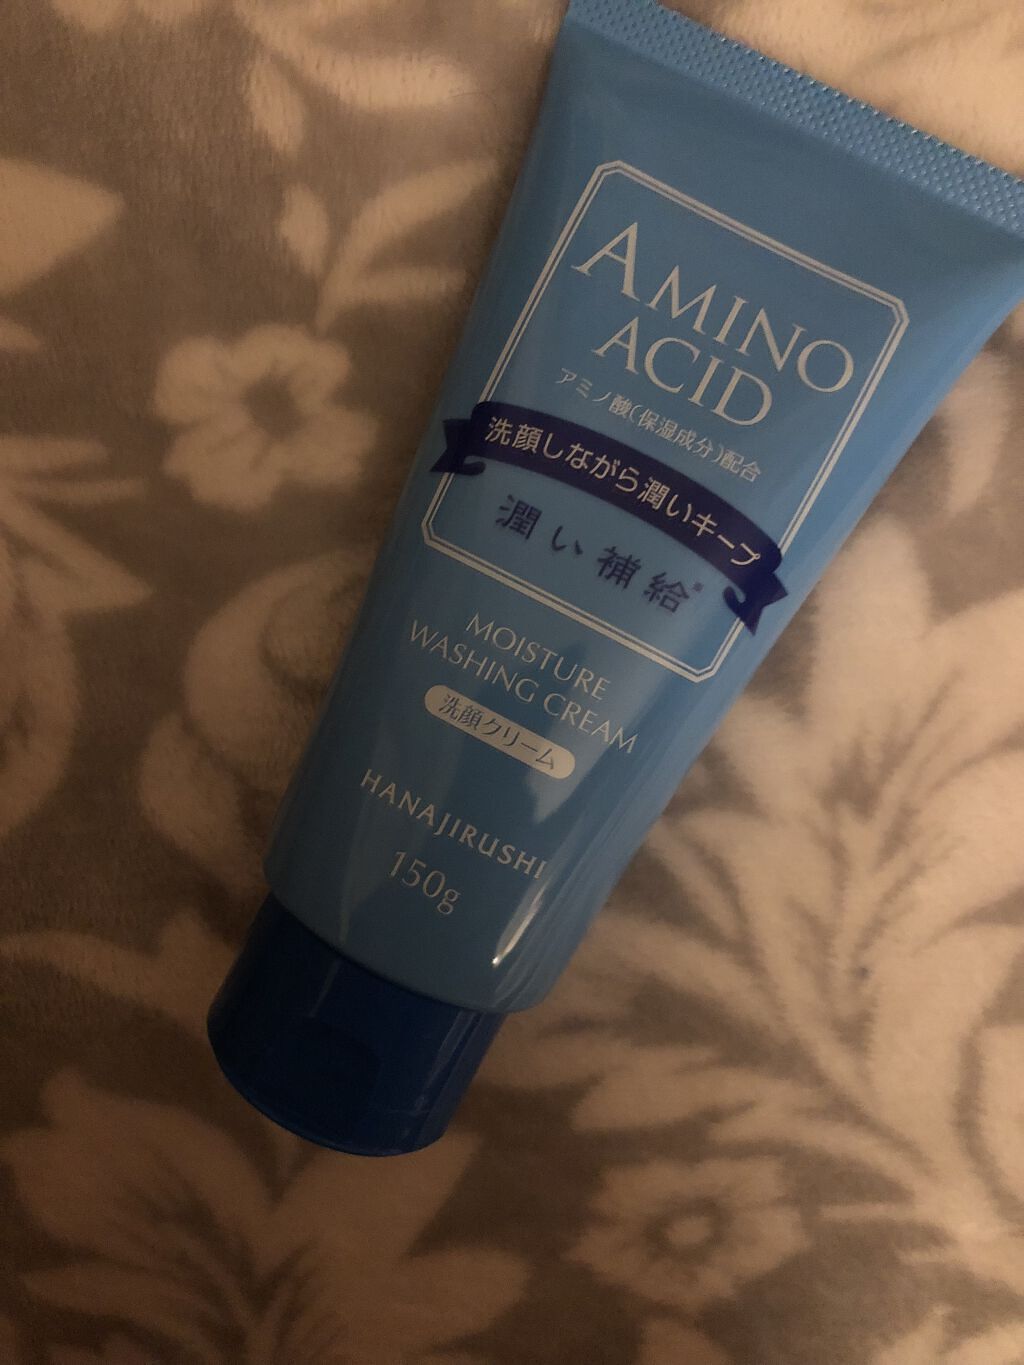 AMINO
ACID
アミノ酸(保湿成分)配合
洗顔しながら潤いキープ
潤い補給※
MOISTURE
WASHING CREAM
洗顔クリーム
HANAJIRUSHI
150g